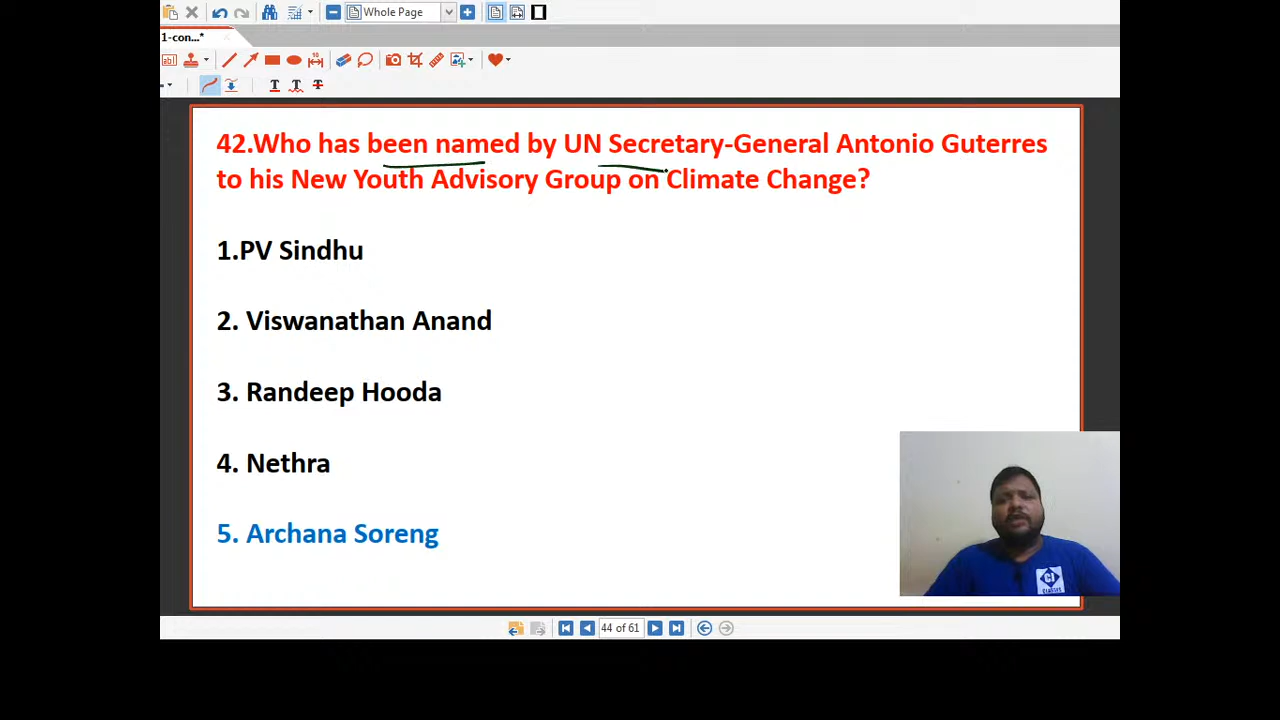 Whole Page
1-con...*
42.Who has been named by UN Secretary-General Antonio Guterres
to his New Youth Advisory Group on Climate Change?
1.PV Sindhu
2. Viswanathan Anand
3. Randeep Hooda
4. Nethra
5. Archana Soreng
CLASSES
44 of 61